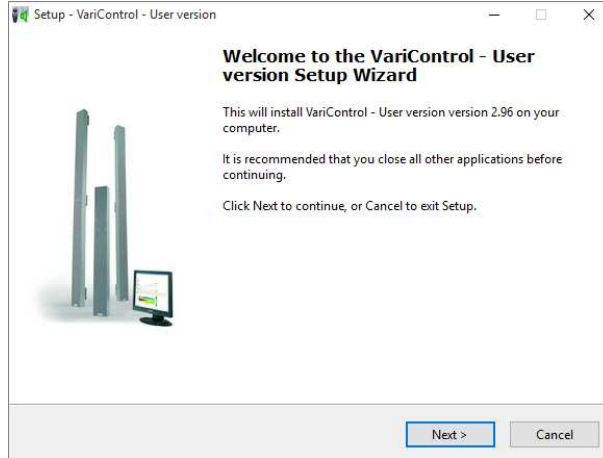 Setup - VariControl - User version
Welcome to the VariControl - User
version Setup Wizard
This will install VariControl - User version version 2.96 on your
computer.
It is recommended that you close all other applications before
continuing.
Click Next to continue, or Cancel to exit Setup.
Next >
Cancel